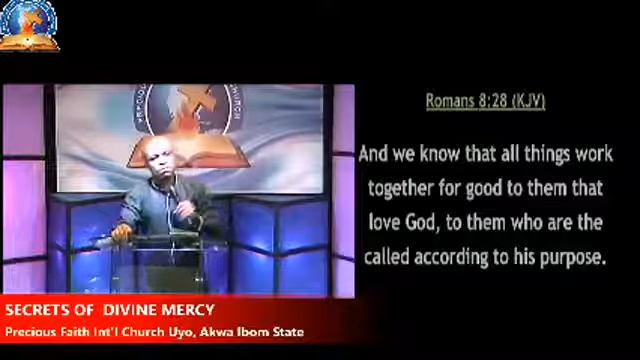 Romans 8:28 (KJV)
And we know that all things work
together for good to them that
love God, to them who are the
called according to his purpose.
PRECIOUS
CHURCH
SECRETS OF DIVINE MERCY
Precious Faith Int'l Church Uyo, Akwa Ibom State